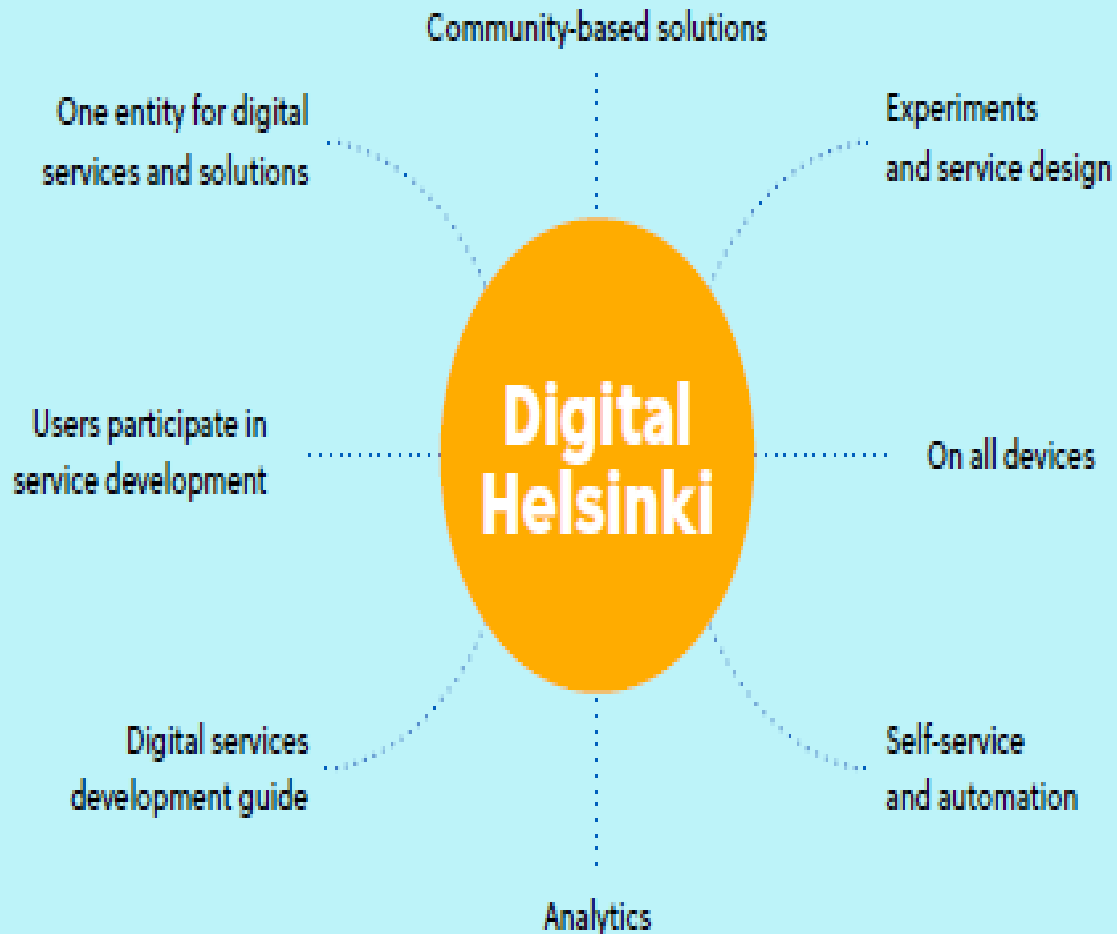 Community-based solutions
One entity for digital
services and solutions
Experiments
and service design
Users participate in
service development
Digital
Helsinki
On all devices
Digital services
development guide
Self-service
and automation
Analytics